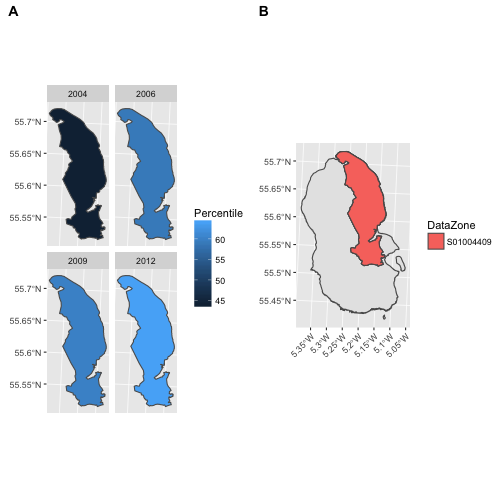 A
B
2004
2006
55.7°N
55.65°N
55.6°N
55.55°N
2009
2012
55.7°N
55.65°N
55.6°N
55.55°N
Percentile
60
55
50
45
55.7°N
55.65°N
55.6°N
55.55°N
55.5°N
55.45°N
5.35°W
5.3°W
5.25°W
5.2°W
5.15°W
5.1°W
5.05°W
DataZone
S01004409